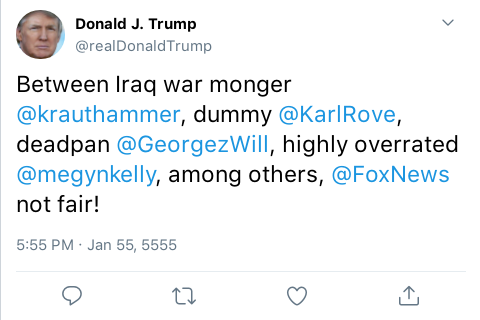 Donald J. Trump
@realDonaldTrump
Between Iraq war monger
@krauthammer, dummy @KarlRove,
deadpan @GeorgezWill, highly overrated
@megynkelly, among others, @FoxNews
not fair!
5:55 PM · Jan 55, 5555